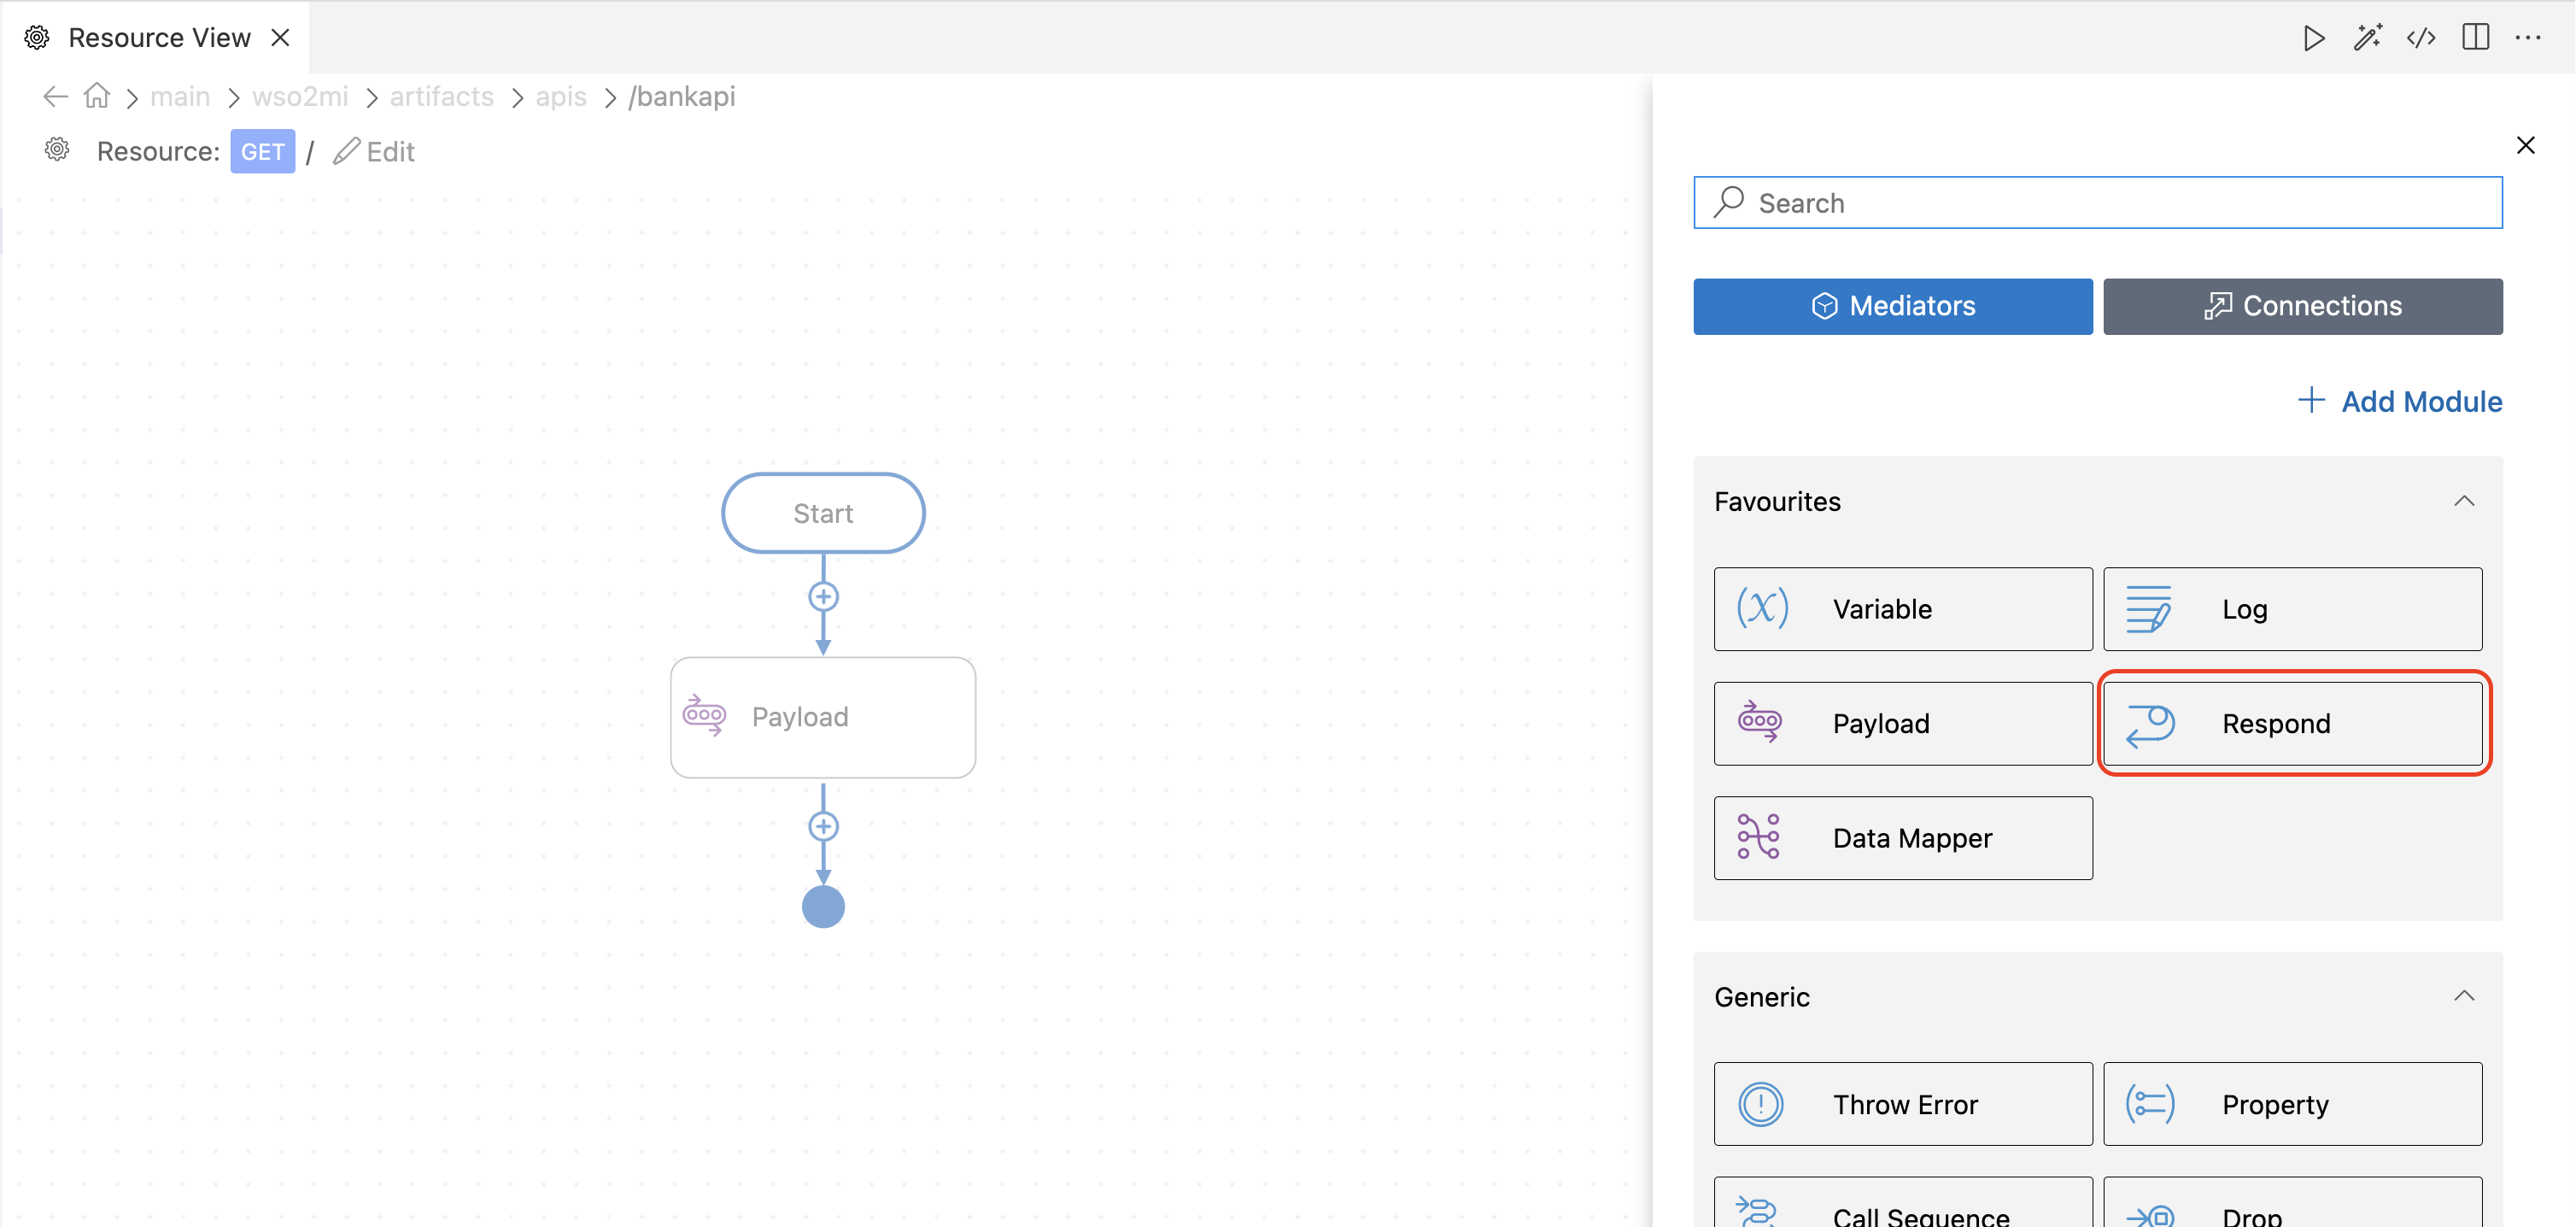 Resource View
main wso2mi artifacts apis /bankapi
Resource: GET / Edit
Start
Payload
Search
Mediators Connections
Add Module
Favourites
Variable Log
Payload Respond
Data Mapper
Generic
Throw Error Property
Call Sequence Drop